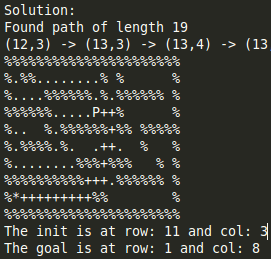 Solution:
Found path of length 19
(12,3) -> (13,3) -> (13,4) -> (13
%%%%%%%%%%%%%%%%%%%%%%
%.%%........% %      %
%....%%%%%%.%.%%%%%% %
%%%%%%.....P++%      %
%..  %.%%%%%%+%% %%%%%
%.%%%%.%.  .++.  %   %
%........%%%+%%%   % %
%%%%%%%%%%+++.%%%%%% %
%*+++++++++%%        %
%%%%%%%%%%%%%%%%%%%%%%
The init is at row: 11 and col: 3
The goal is at row: 1 and col: 8